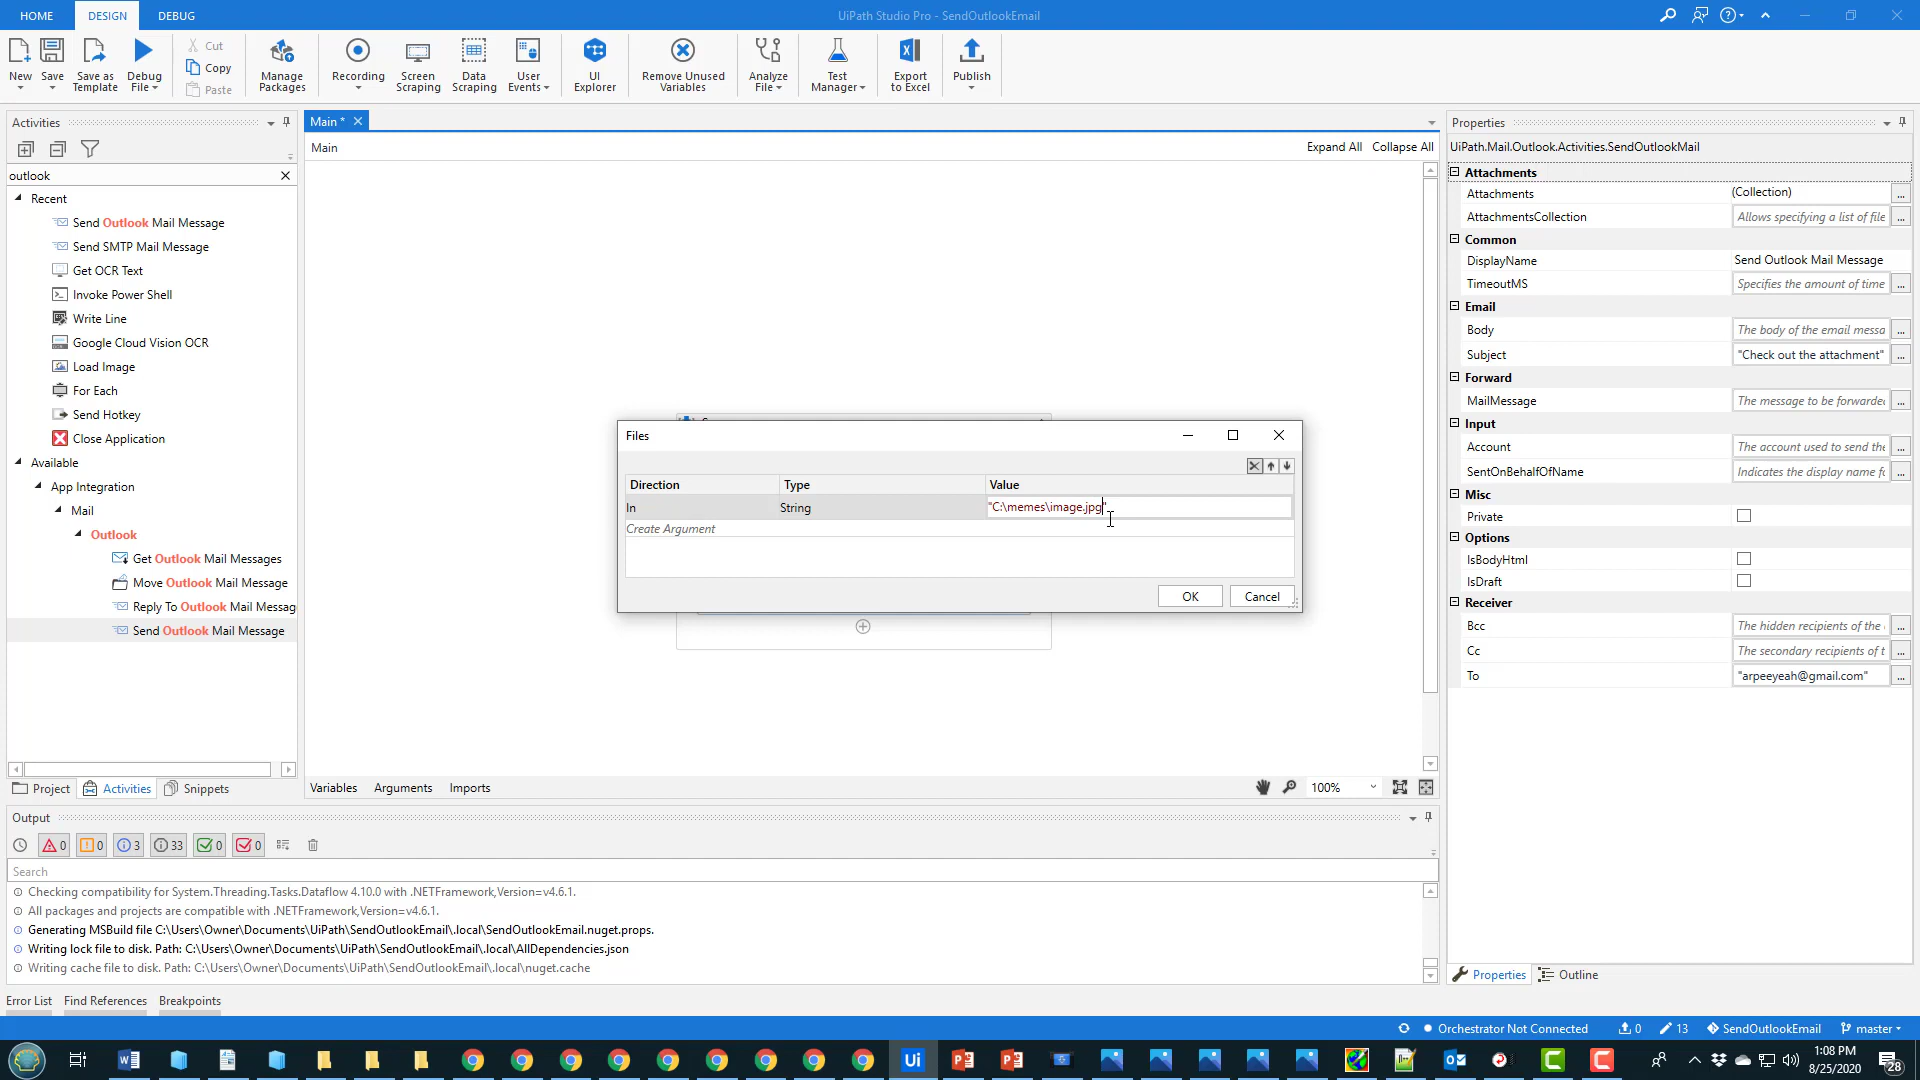 HOME
DESIGN
DEBUG
UiPath Studio Pro - SendOutlookEmail
New
Save
Save as Template
Debug File
Cut
Copy
Paste
Manage Packages
Recording
Screen Scraping
Data Scraping
User Events
UI Explorer
Remove Unused Variables
Analyze File
Test Manager
Export to Excel
Publish
Activities
outlook
Recent
Send Outlook Mail Message
Send SMTP Mail Message
Get OCR Text
Invoke Power Shell
Write Line
Google Cloud Vision OCR
Load Image
For Each
Send Hotkey
Close Application
Available
App Integration
Mail
Outlook
Get Outlook Mail Messages
Move Outlook Mail Message
Reply To Outlook Mail Messag
Send Outlook Mail Message
Project
Activities
Snippets
Main *
Main
Expand All
Collapse All
Files
Direction
Type
Value
In
String
"C:\memes\image.jpg"
Create Argument
OK
Cancel
Variables
Arguments
Imports
100%
Properties
UiPath.Mail.Outlook.Activities.SendOutlookMail
Attachments
Attachments
(Collection)
...
AttachmentsCollection
Allows specifying a list of file
...
Common
DisplayName
Send Outlook Mail Message
TimeoutMS
Specifies the amount of time
...
Email
Body
The body of the email messa
...
Subject
"Check out the attachment"
...
Forward
MailMessage
The message to be forwarded
...
Input
Account
The account used to send the
...
SentOnBehalfOfName
Indicates the display name fo
...
Misc
Private
Options
IsBodyHtml
IsDraft
Receiver
Bcc
The hidden recipients of the
...
Cc
The secondary recipients of t
...
To
"arpeeyeah@gmail.com"
...
Properties
Outline
Output
0
0
3
33
0
0
Search
Checking compatibility for System.Threading.Tasks.Dataflow 4.10.0 with .NETFramework,Version=v4.6.1.
All packages and projects are compatible with .NETFramework,Version=v4.6.1.
Generating MSBuild file C:\Users\Owner\Documents\UiPath\SendOutlookEmail\.local\SendOutlookEmail.nuget.props.
Writing lock file to disk. Path: C:\Users\Owner\Documents\UiPath\SendOutlookEmail\.local\AllDependencies.json
Writing cache file to disk. Path: C:\Users\Owner\Documents\UiPath\SendOutlookEmail\.local\nuget.cache
Error List
Find References
Breakpoints
Orchestrator Not Connected
0
13
SendOutlookEmail
master
Ui
1:08 PM
8/25/2020
28